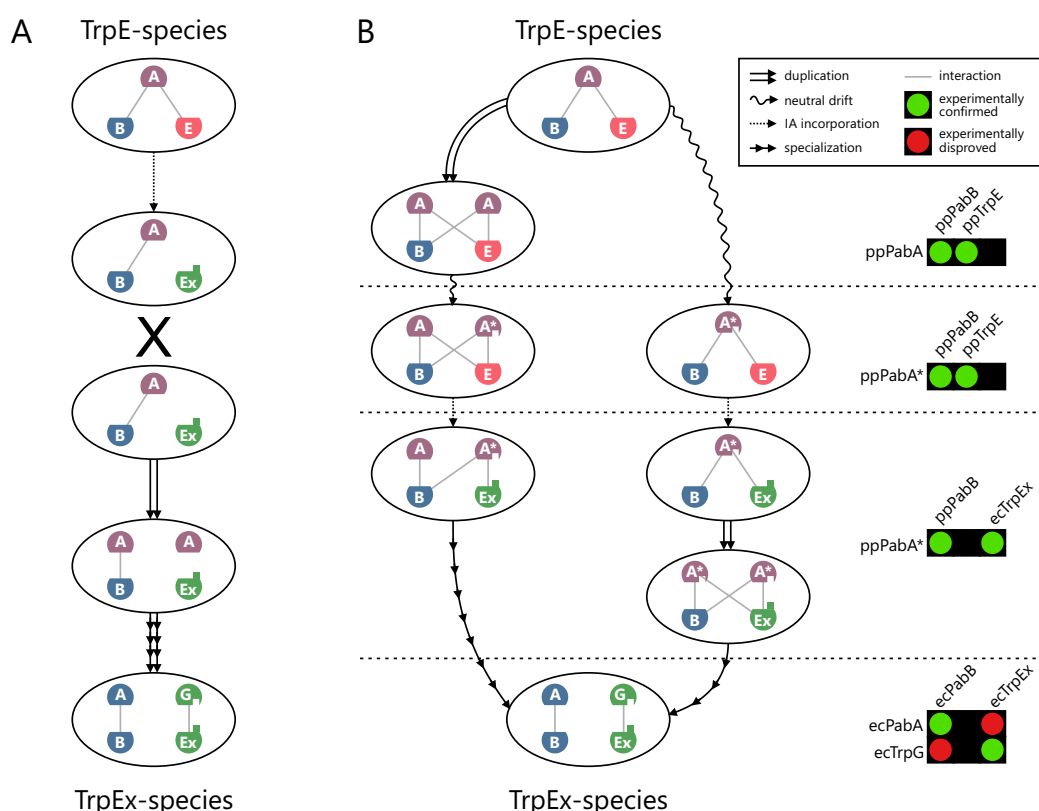 A
TrpE-species
A
B
E
A
B
Ex
X
A
B
Ex
A
A
B
Ex
A
G
B
Ex
TrpEx-species
B
TrpE-species
A
B
E
A
A
B
E
A
A*
B
E
A*
B
E
A
A*
B
Ex
A*
B
Ex
A*
A*
B
Ex
A
G
B
Ex
TrpEx-species
duplication
neutral drift
IA incorporation
specialization
interaction
experimentally
confirmed
experimentally
disproved
ppPabB
ppTrpE
ppPabA
ppPabB
ppTrpE
ppPabA*
ppPabB
ecTrpEx
ppPabA*
ecPabB
ecTrpEx
ecPabA
ecTrpG